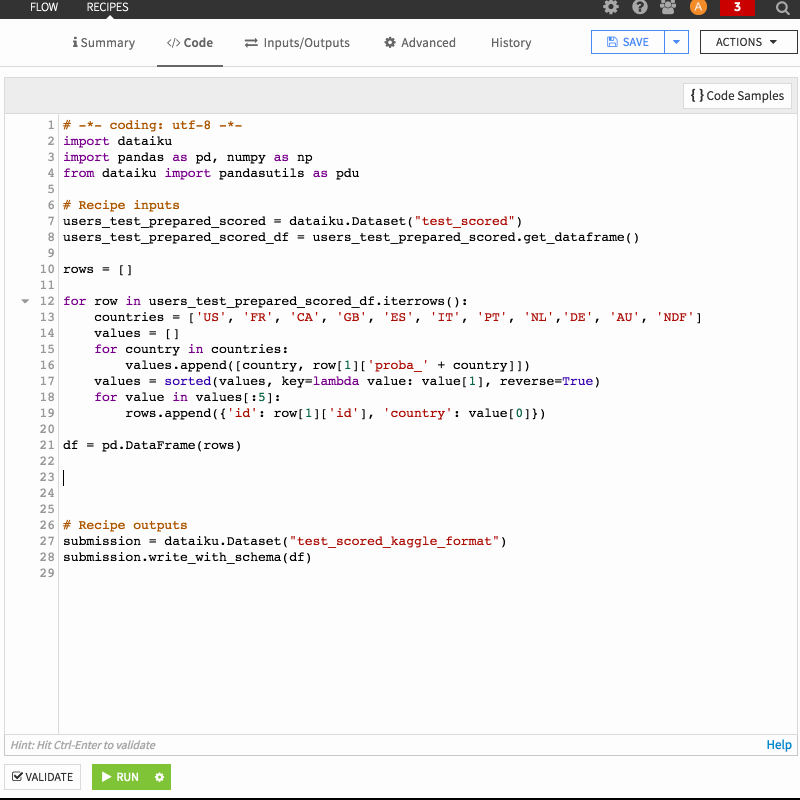 FLOW RECIPES A 3
i Summary </> Code Inputs/Outputs Advanced History SAVE ACTIONS
{ } Code Samples
1 # -*- coding: utf-8 -*-
2 import dataiku
3 import pandas as pd, numpy as np
4 from dataiku import pandasutils as pdu
5
6 # Recipe inputs
7 users_test_prepared_scored = dataiku.Dataset("test_scored")
8 users_test_prepared_scored_df = users_test_prepared_scored.get_dataframe()
9
10 rows = []
11
12 for row in users_test_prepared_scored_df.iterrows():
13     countries = ['US', 'FR', 'CA', 'GB', 'ES', 'IT', 'PT', 'NL','DE', 'AU', 'NDF']
14     values = []
15     for country in countries:
16         values.append([country, row[1]['proba_' + country]])
17     values = sorted(values, key=lambda value: value[1], reverse=True)
18     for value in values[:5]:
19         rows.append({'id': row[1]['id'], 'country': value[0]})
20
21 df = pd.DataFrame(rows)
22
23
24
25
26 # Recipe outputs
27 submission = dataiku.Dataset("test_scored_kaggle_format")
28 submission.write_with_schema(df)
29
Hint: Hit Ctrl-Enter to validate Help
VALIDATE RUN